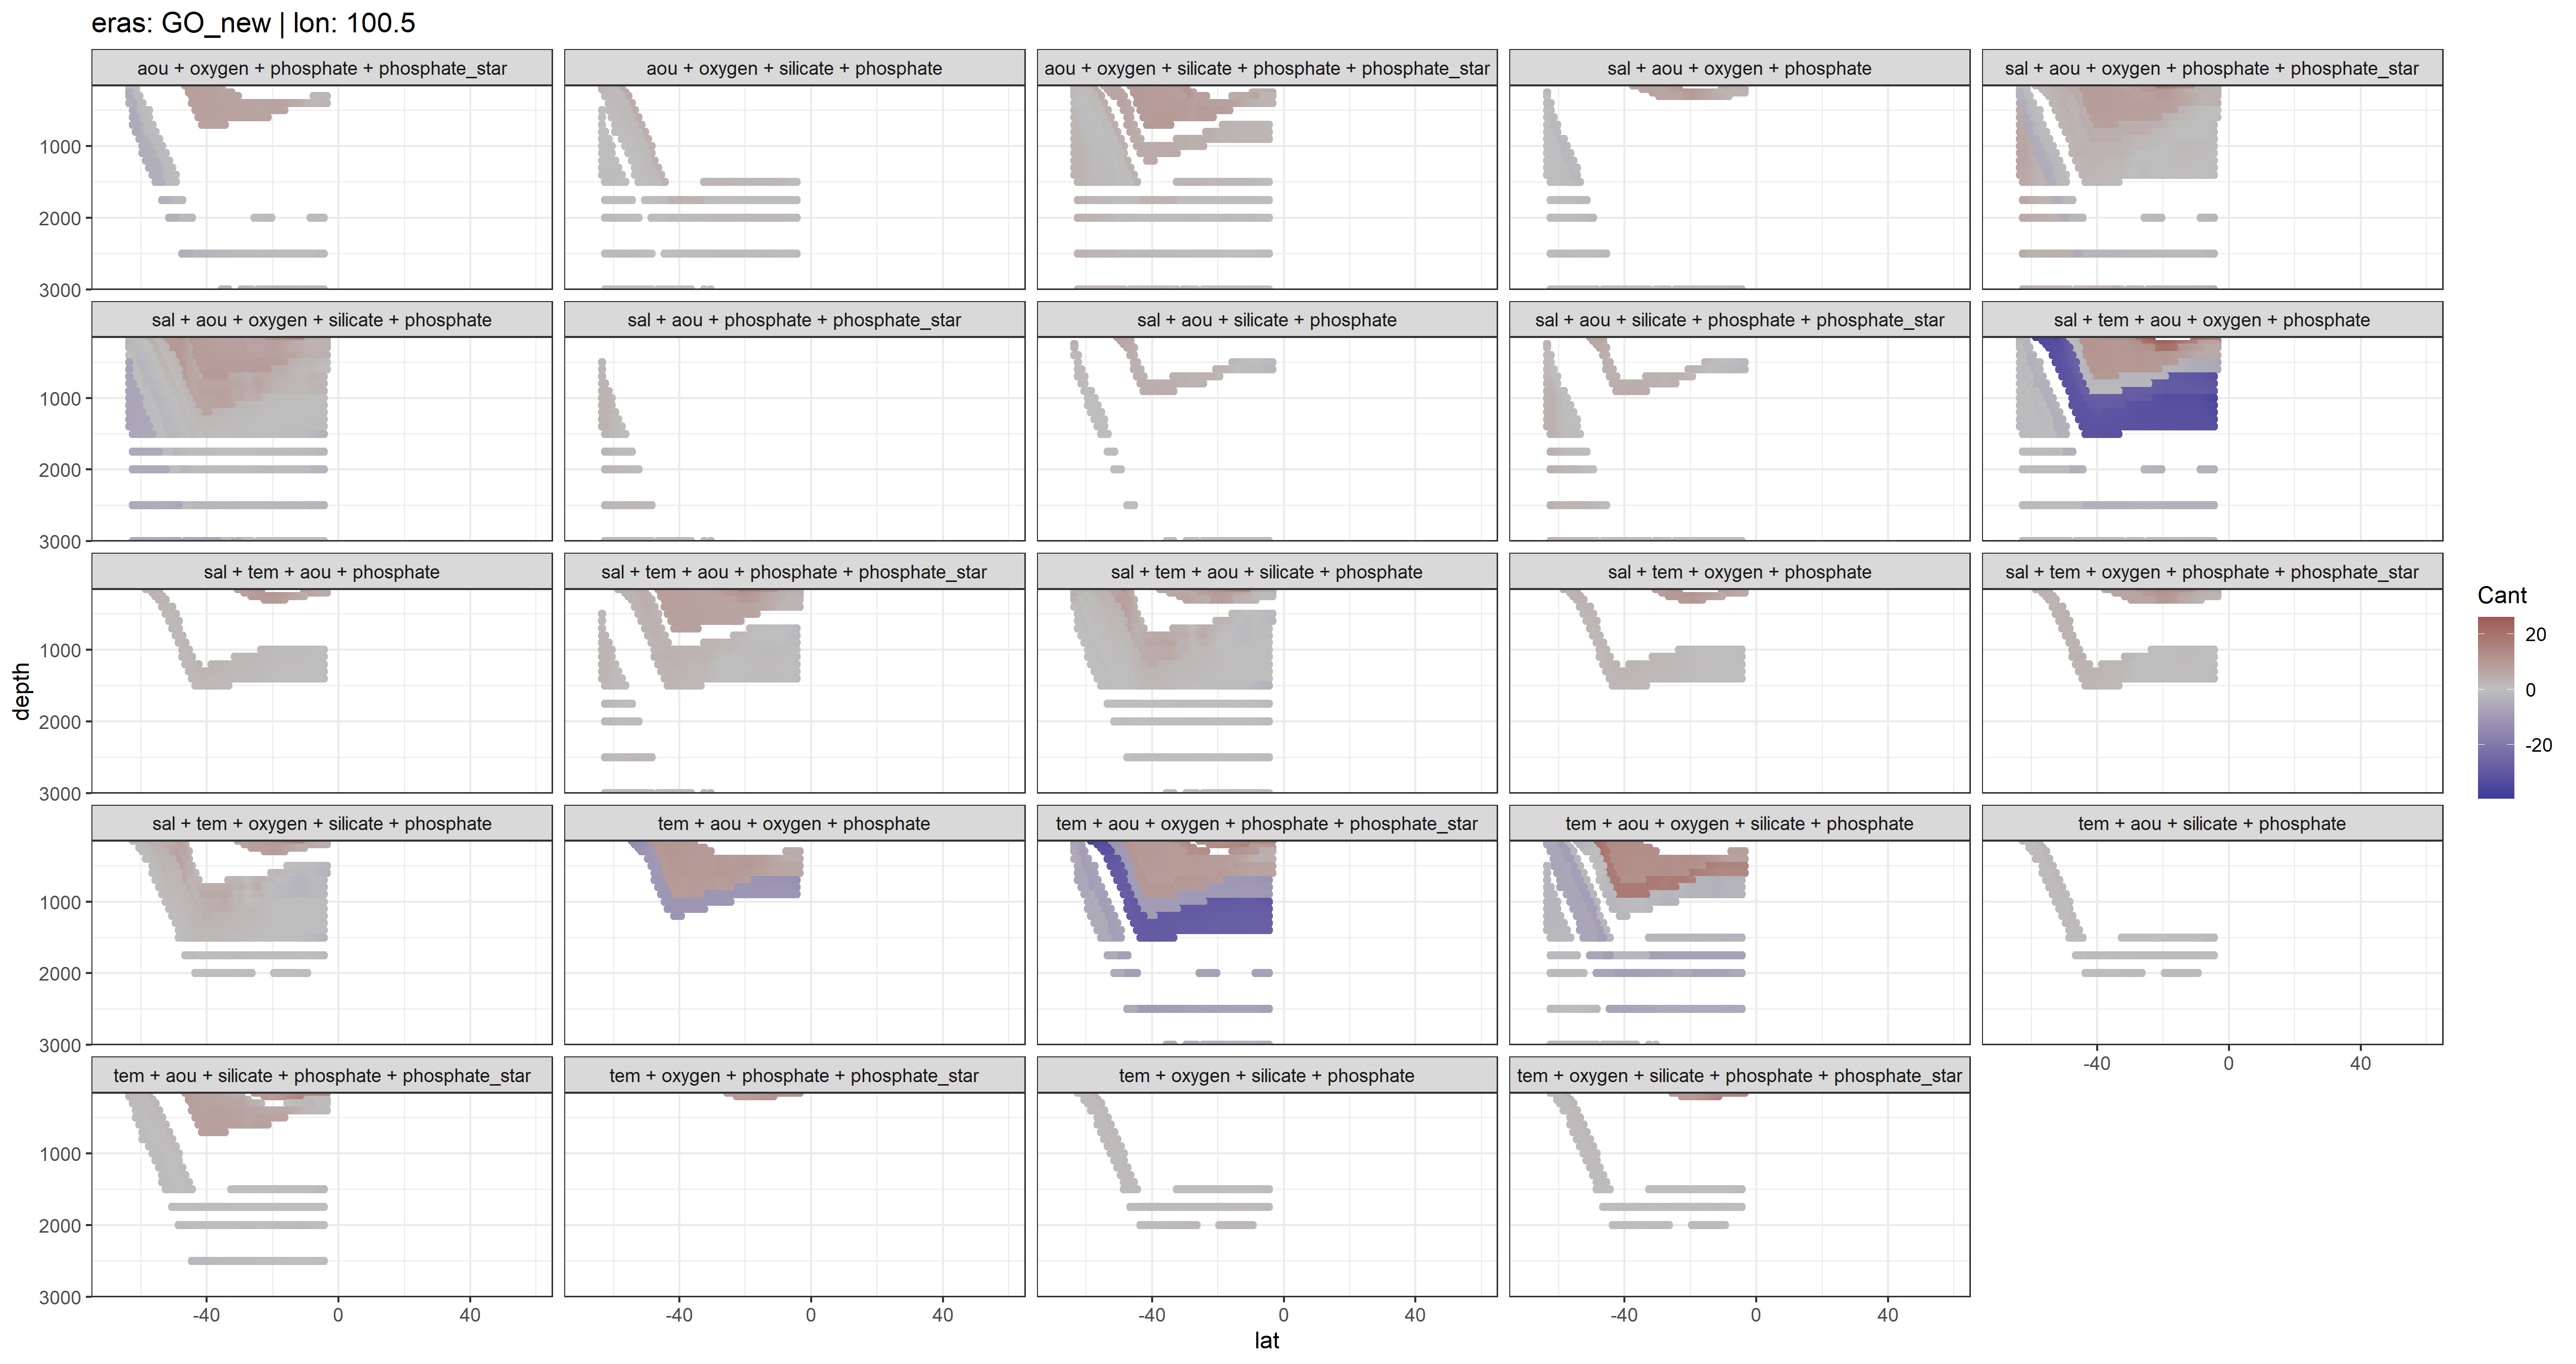 eras: GO_new | lon: 100.5
aou + oxygen + phosphate + phosphate_star
aou + oxygen + silicate + phosphate
aou + oxygen + silicate + phosphate + phosphate_star
sal + aou + oxygen + phosphate
sal + aou + oxygen + phosphate + phosphate_star
1000
2000
3000
sal + aou + oxygen + silicate + phosphate
sal + aou + phosphate + phosphate_star
sal + aou + silicate + phosphate
sal + aou + silicate + phosphate + phosphate_star
sal + tem + aou + oxygen + phosphate
1000
2000
3000
sal + tem + aou + phosphate
sal + tem + aou + phosphate + phosphate_star
sal + tem + aou + silicate + phosphate
sal + tem + oxygen + phosphate
sal + tem + oxygen + phosphate + phosphate_star
1000
2000
3000
depth
Cant
20
0
-20
sal + tem + oxygen + silicate + phosphate
tem + aou + oxygen + phosphate
tem + aou + oxygen + phosphate + phosphate_star
tem + aou + oxygen + silicate + phosphate
tem + aou + silicate + phosphate
1000
2000
3000
-40 0 40
tem + aou + silicate + phosphate + phosphate_star
tem + oxygen + phosphate + phosphate_star
tem + oxygen + silicate + phosphate
tem + oxygen + silicate + phosphate + phosphate_star
1000
2000
3000
-40 0 40
-40 0 40
-40 0 40
-40 0 40
lat